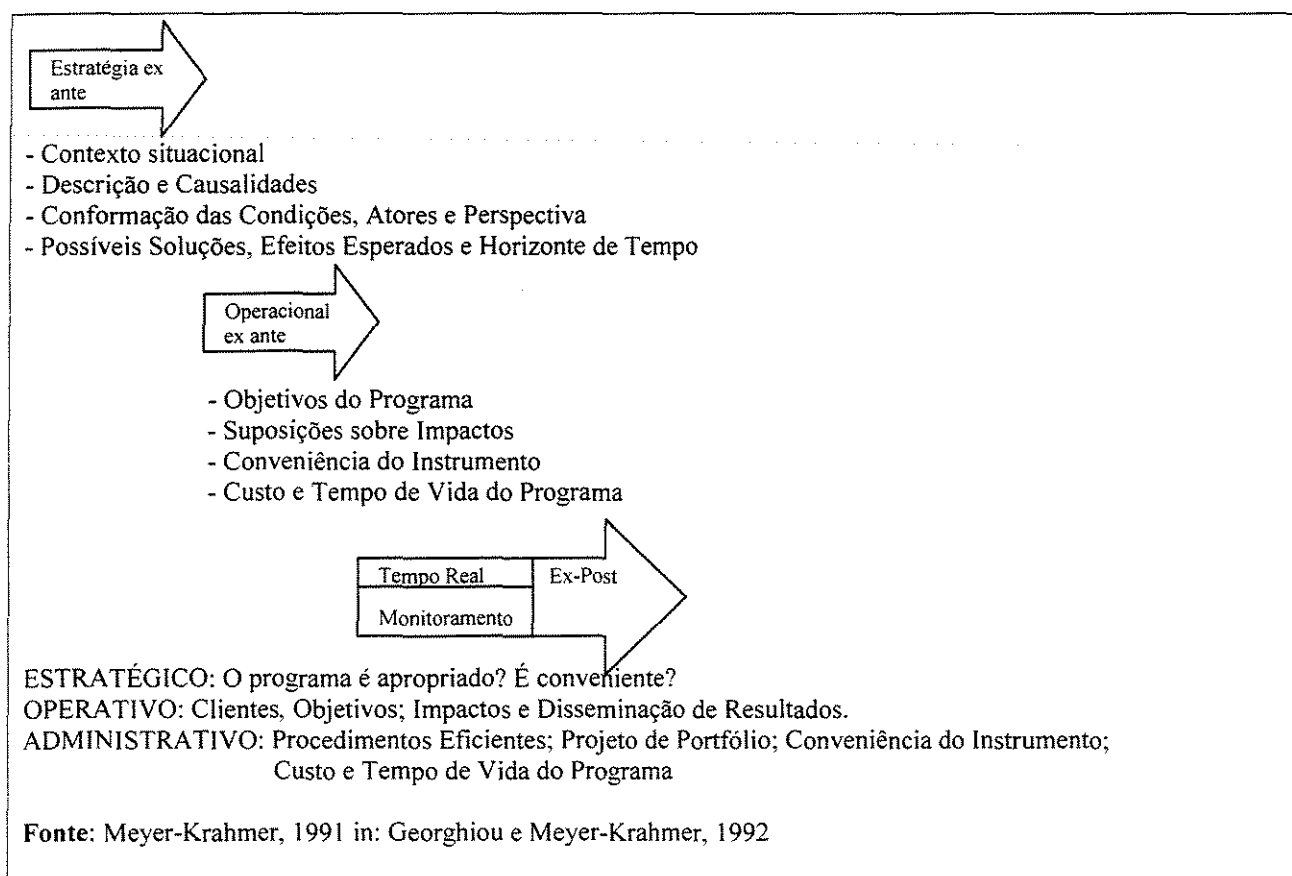 Estratégia ex
ante
- Contexto situacional
- Descrição e Causalidades
- Conformação das Condições, Atores e Perspectiva
- Possíveis Soluções, Efeitos Esperados e Horizonte de Tempo
Operacional
ex ante
- Objetivos do Programa
- Suposições sobre Impactos
- Conveniência do Instrumento
- Custo e Tempo de Vida do Programa
Tempo Real
Ex-Post
Monitoramento
ESTRATÉGICO: O programa é apropriado? É conveniente?
OPERATIVO: Clientes, Objetivos; Impactos e Disseminação de Resultados.
ADMINISTRATIVO: Procedimentos Eficientes; Projeto de Portfólio; Conveniência do Instrumento;
Custo e Tempo de Vida do Programa
Fonte: Meyer-Krahmer, 1991 in: Georghiou e Meyer-Krahmer, 1992